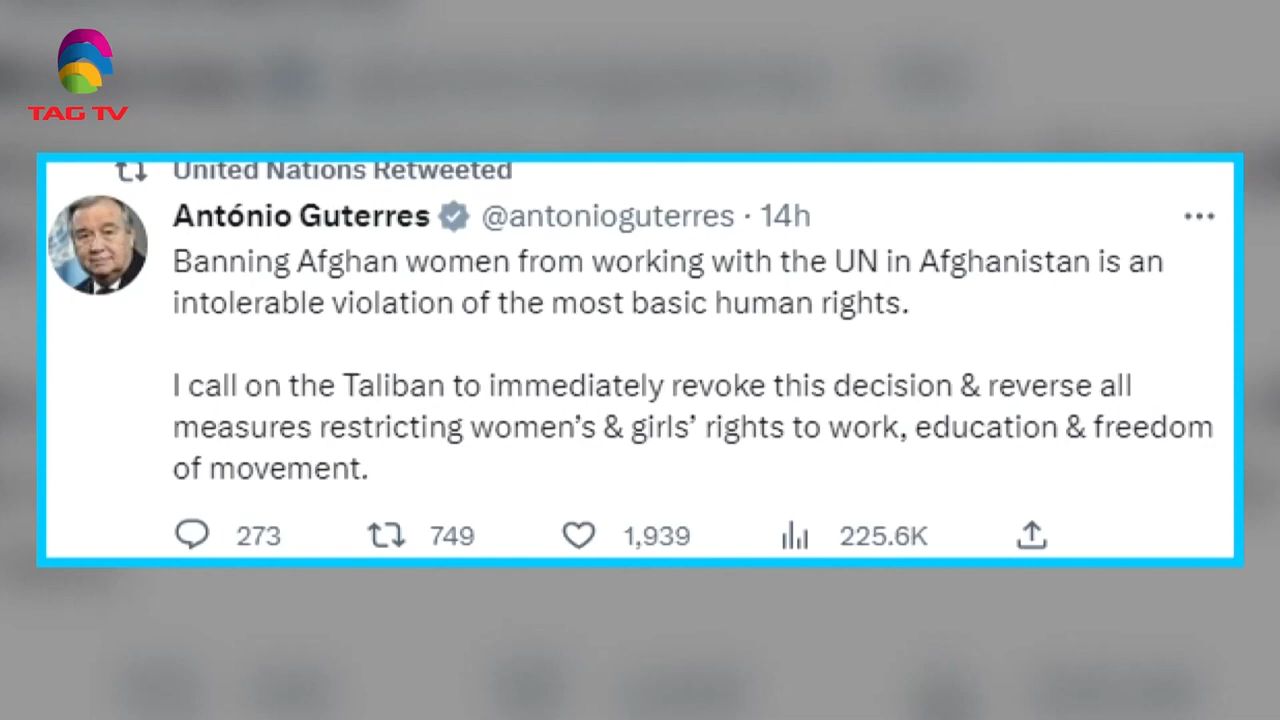 TAG TV
United Nations Retweeted
António Guterres @antonioguterres · 14h
Banning Afghan women from working with the UN in Afghanistan is an
intolerable violation of the most basic human rights.
I call on the Taliban to immediately revoke this decision & reverse all
measures restricting women’s & girls’ rights to work, education & freedom
of movement.
273 749 1,939 225.6K